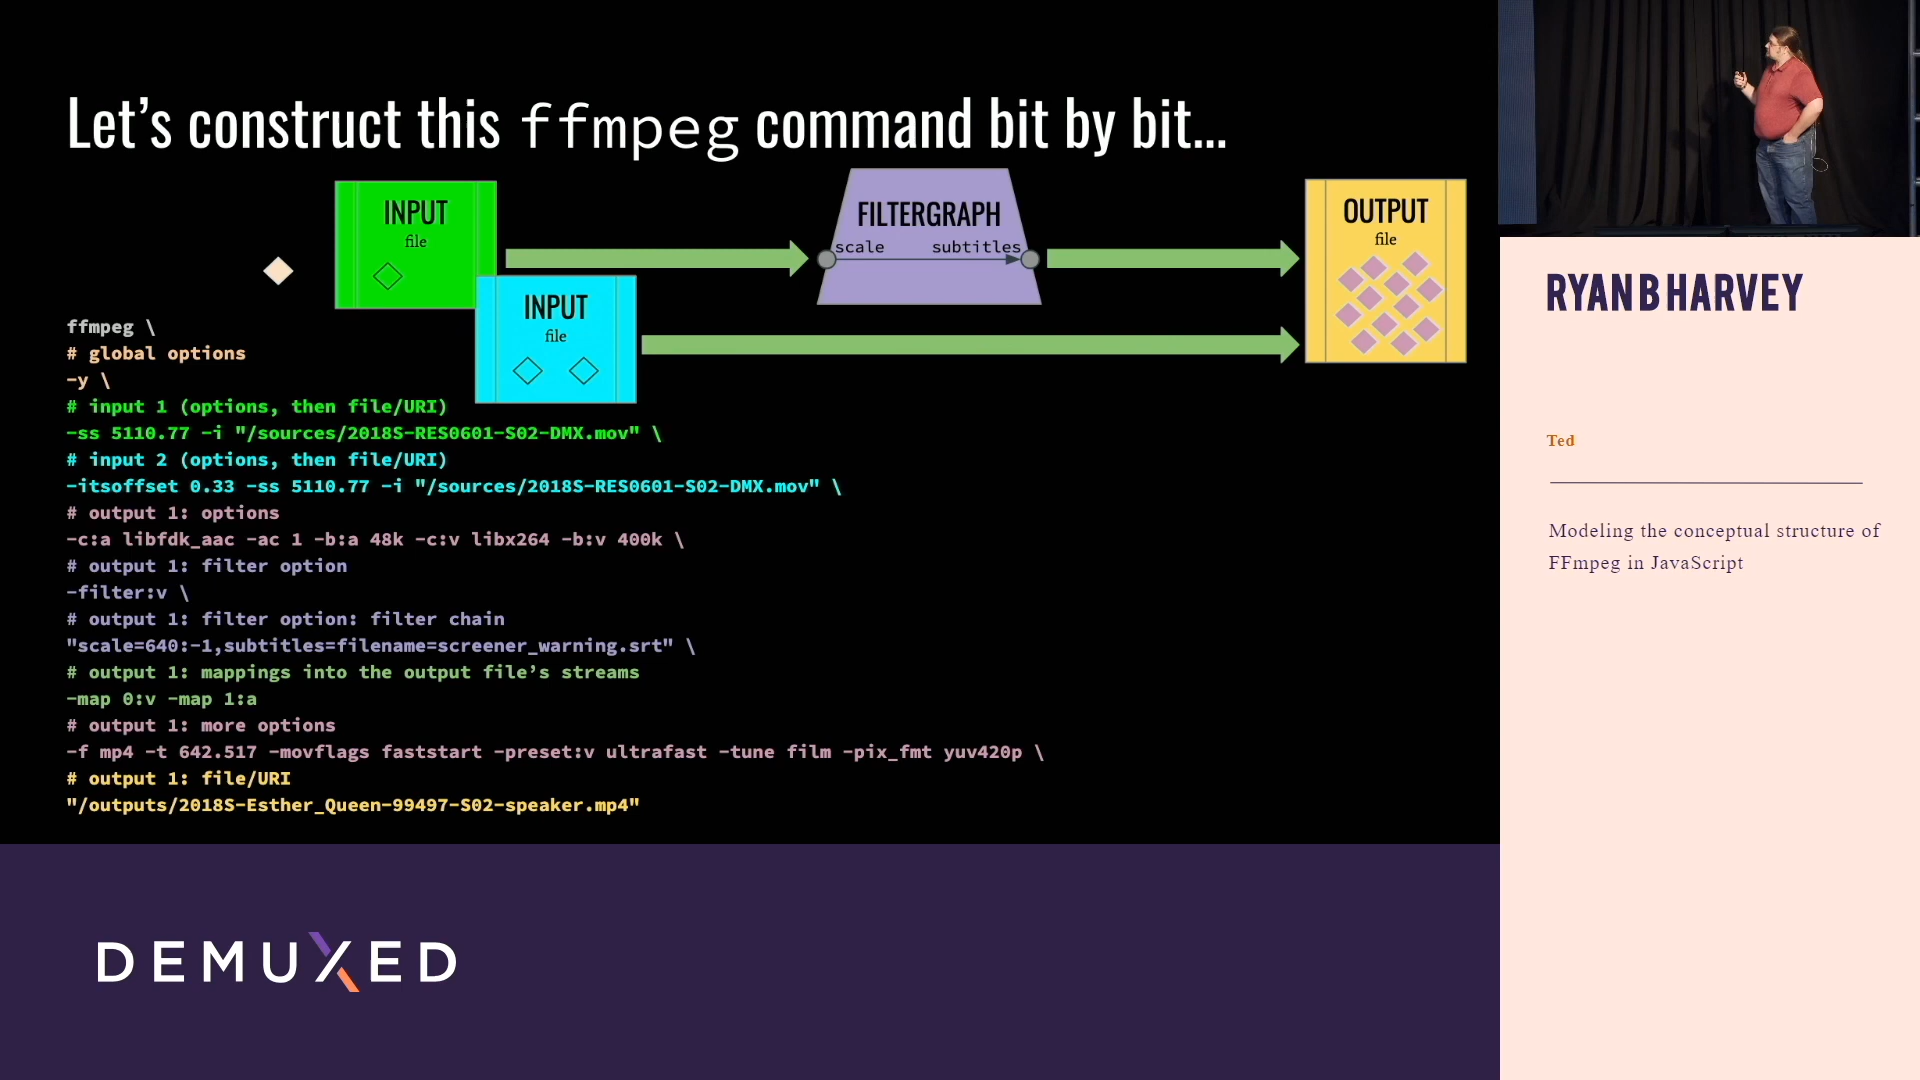 Let's construct this ffmpeg command bit by bit...
INPUT
file
INPUT
file
FILTERGRAPH
scale subtitles
OUTPUT
file
ffmpeg \
# global options
-y \
# input 1 (options, then file/URI)
-ss 5110.77 -i "/sources/2018S-RES0601-S02-DMX.mov" \
# input 2 (options, then file/URI)
-itsoffset 0.33 -ss 5110.77 -i "/sources/2018S-RES0601-S02-DMX.mov" \
# output 1: options
-c:a libfdk_aac -ac 1 -b:a 48k -c:v libx264 -b:v 400k \
# output 1: filter option
-filter:v \
# output 1: filter option: filter chain
"scale=640:-1,subtitles=filename=screener_warning.srt" \
# output 1: mappings into the output file’s streams
-map 0:v -map 1:a
# output 1: more options
-f mp4 -t 642.517 -movflags faststart -preset:v ultrafast -tune film -pix_fmt yuv420p \
# output 1: file/URI
"/outputs/2018S-Esther_Queen-99497-S02-speaker.mp4"
DEMUXED
RYAN B HARVEY
Ted
Modeling the conceptual structure of
FFmpeg in JavaScript